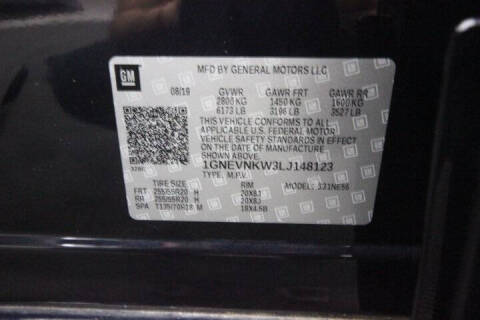 GM
MFD BY GENERAL MOTORS LLC
08/19 GVWR GAWR FRT GAWR RR
2800 KG 1450 KG 1600 KG
6173 LB 3196 LB 3527 LB
THIS VEHICLE CONFORMS TO ALL
APPLICABLE U.S. FEDERAL MOTOR
VEHICLE SAFETY STANDARDS IN
EFFECT ON THE DATE OF
MANUFACTURE SHOWN ABOVE.
1GNEVNKW3LJ148123
TYPE: M.P.V. MODEL:
TIRE SIZE RIM
FRT 255/55R20 H 20X8J
RR 255/55R20 H 20X8J
SPA T135/70R18 M 18X4.5B